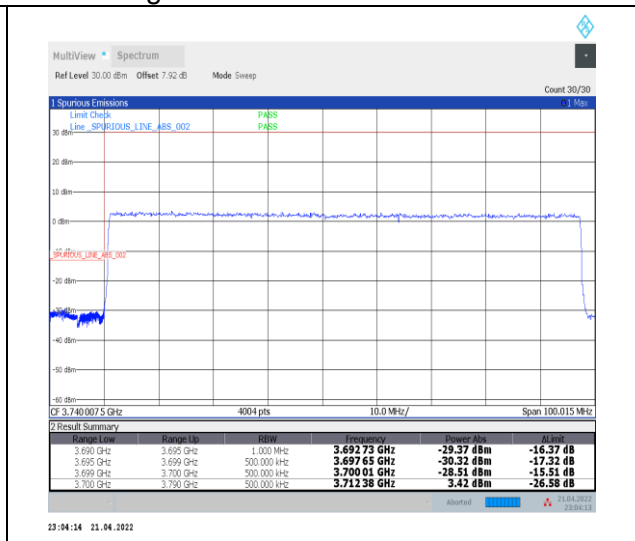 MultiView Spectrum
Ref Level 30.00 dBm Offset 7.92 dB Mode Sweep
Count 30/30
1 Spurious Emissions 1 Max
Limit Check PASS
Line _SPURIOUS_LINE_ABS_002 PASS
30 dBm
20 dBm
10 dBm
0 dBm
_SPURIOUS_LINE_ABS_002
-20 dBm
-30 dBm
-40 dBm
-50 dBm
-60 dBm
CF 3.740 007 5 GHz 4004 pts 10.0 MHz/ Span 100.015 MHz
2 Result Summary
Range Low Range Up RBW Frequency Power Abs ΔLimit
3.690 GHz 3.695 GHz 1.000 MHz 3.692 73 GHz -29.37 dBm -16.37 dB
3.695 GHz 3.699 GHz 500.000 kHz 3.697 65 GHz -30.32 dBm -17.32 dB
3.699 GHz 3.700 GHz 500.000 kHz 3.700 01 GHz -28.51 dBm -15.51 dB
3.700 GHz 3.790 GHz 500.000 kHz 3.712 38 GHz 3.42 dBm -26.58 dB
Aborted 21.04.2022
23:04:13
23:04:14 21.04.2022